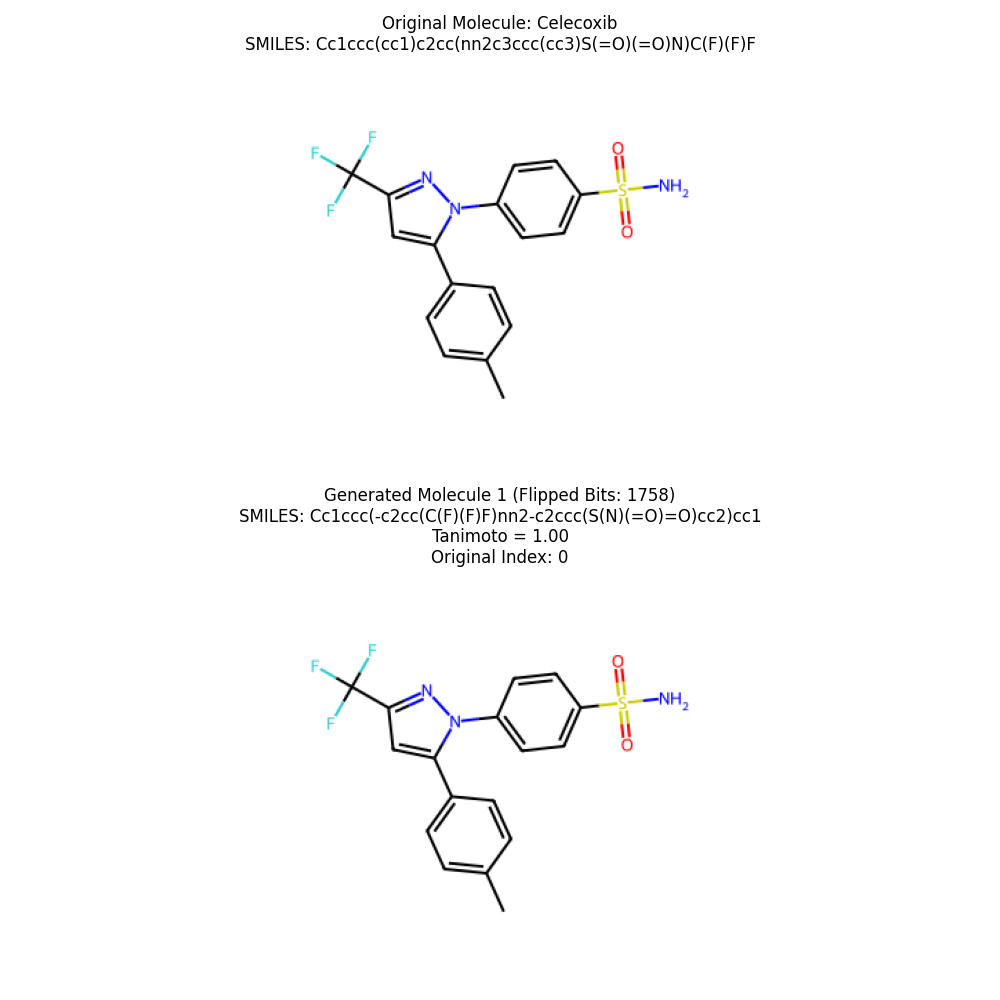 Original Molecule: Celecoxib
SMILES: Cc1ccc(cc1)c2cc(nn2c3ccc(cc3)S(=O)(=O)N)C(F)(F)F
F
F
F
N
N
O
S
NH2
O
Generated Molecule 1 (Flipped Bits: 1758)
SMILES: Cc1ccc(-c2cc(C(F)(F)F)nn2-c2ccc(S(N)(=O)=O)cc2)cc1
Tanimoto = 1.00
Original Index: 0
F
F
F
N
N
O
S
NH2
O